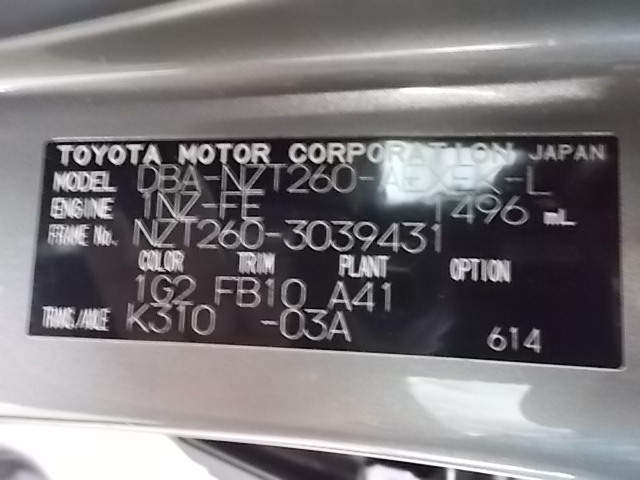 TOYOTA MOTOR CORPORATION JAPAN
MODEL DBA-NZT260-AEXEK-L
ENGINE 1NZ-FE 1496 mL
FRAME No. NZT260-3039431
COLOR TRIM PLANT OPTION
1G2 FB10 A41
TRANS./AXLE K310 -03A
614